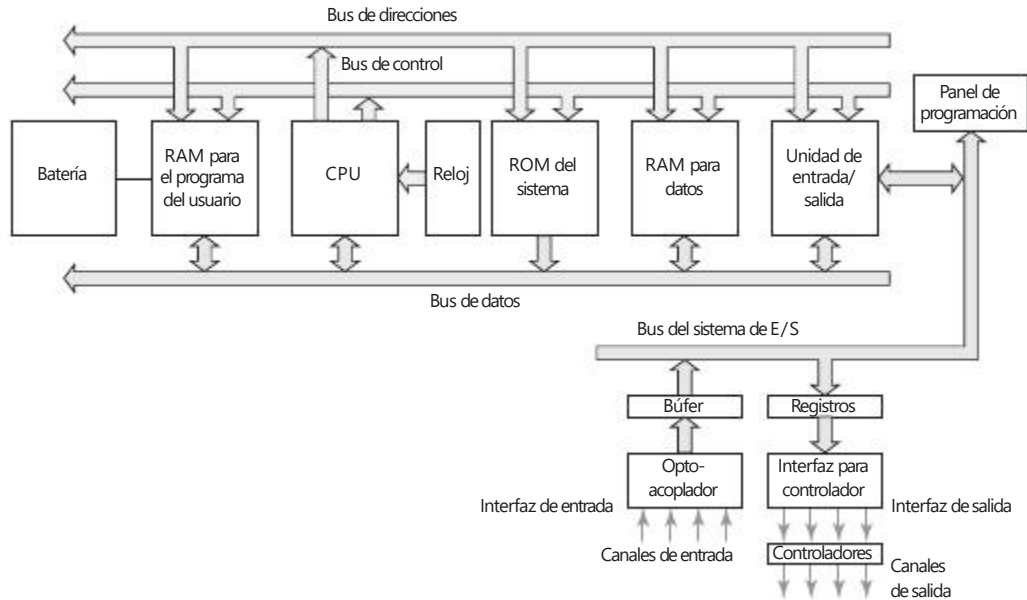 Bus de direcciones
Bus de control
Panel de
programación
Batería
RAM para
el programa
del usuario
CPU
Reloj
ROM del
sistema
RAM para
datos
Unidad de
entrada/
salida
Bus de datos
Bus del sistema de E/S
Búfer
Registros
Opto-
acoplador
Interfaz para
controlador
Interfaz de entrada
Interfaz de salida
Canales de entrada
Controladores
Canales
de salida